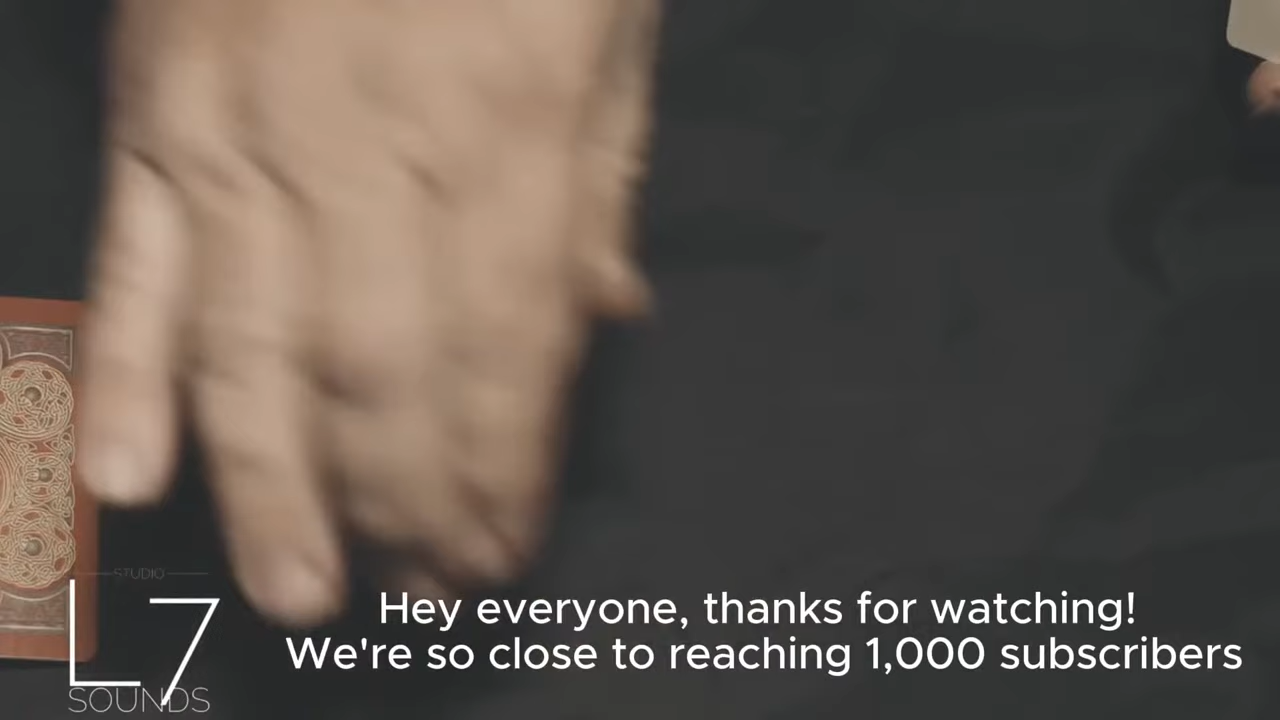 STUDIO
L7
SOUNDS
Hey everyone, thanks for watching!
We're so close to reaching 1,000 subscribers